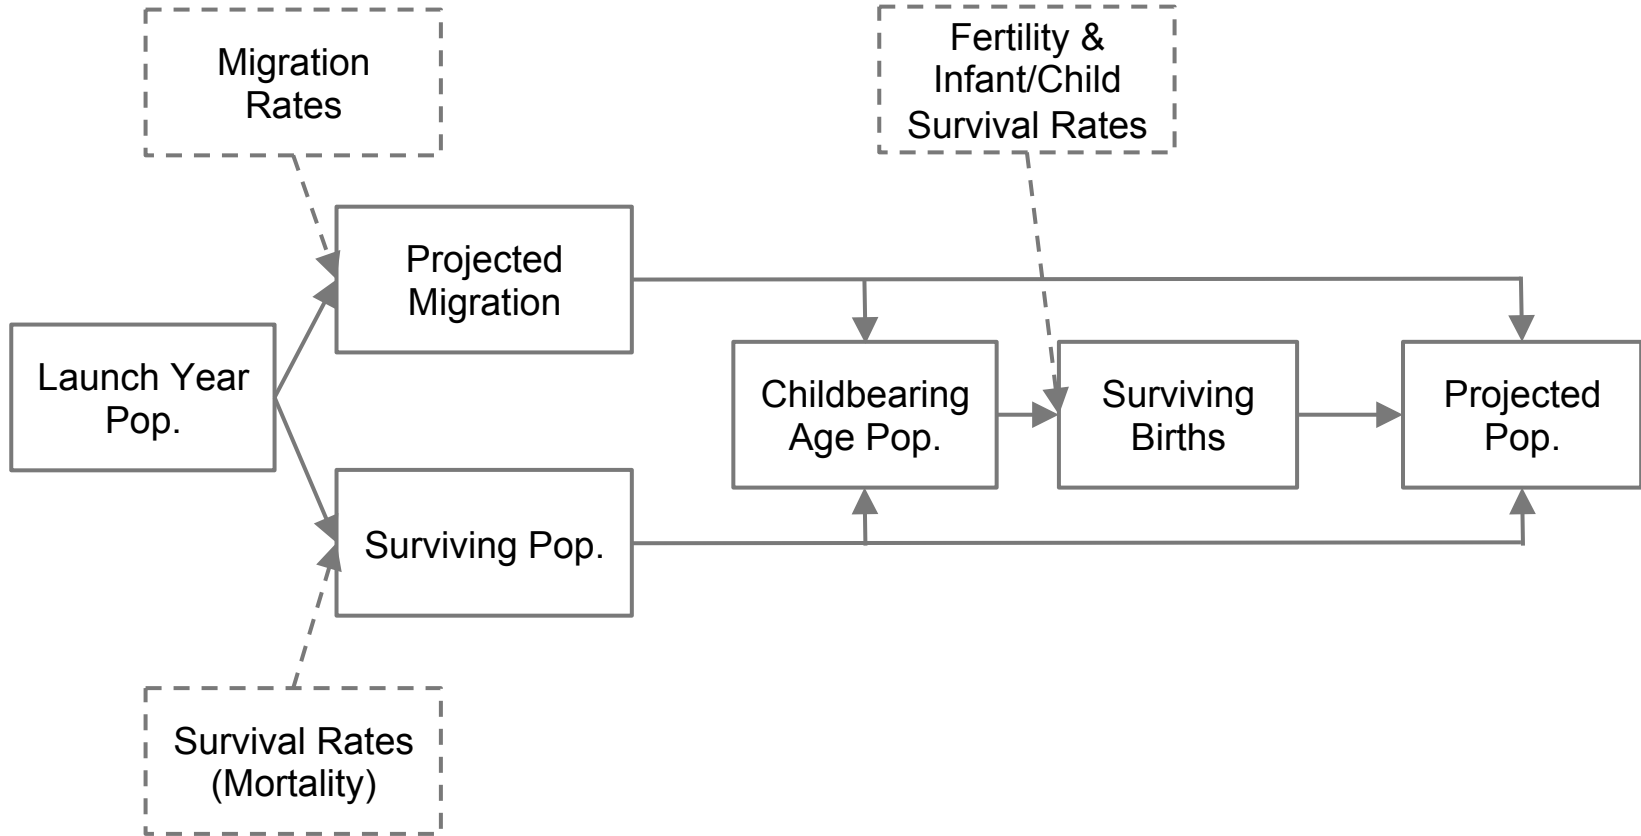 Migration
Rates
Fertility &
Infant/Child
Survival Rates
Projected
Migration
Launch Year
Pop.
Childbearing
Age Pop.
Surviving
Births
Projected
Pop.
Surviving Pop.
Survival Rates
(Mortality)